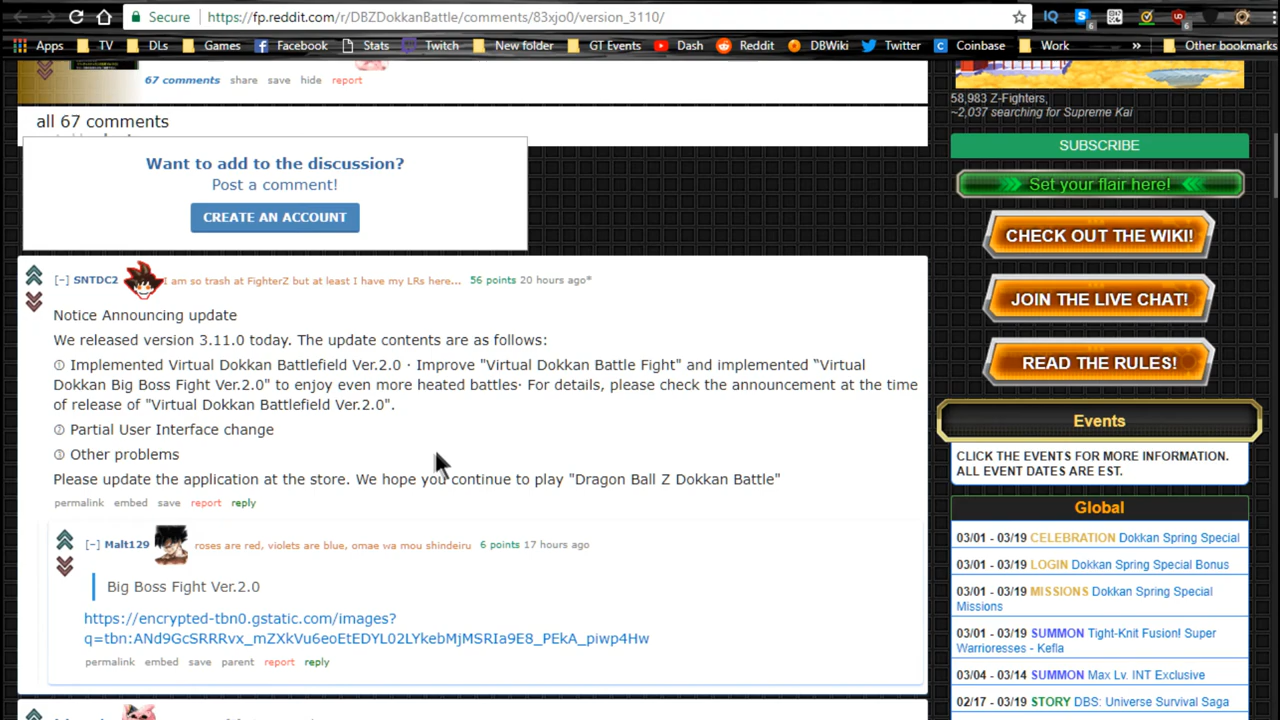 Secure https://fp.reddit.com/r/DBZDokkanBattle/comments/83xjo0/version_3110/
Apps TV DLs Games Facebook Stats Twitch New folder GT Events Dash Reddit DBWiki Twitter Coinbase Work » Other bookmarks
67 comments share save hide report
all 67 comments
Want to add to the discussion?
Post a comment!
CREATE AN ACCOUNT
[–] SNTDC2 I am so trash at FighterZ but at least I have my LRs here... 56 points 20 hours ago*
Notice Announcing update
We released version 3.11.0 today. The update contents are as follows:
① Implemented Virtual Dokkan Battlefield Ver.2.0 · Improve "Virtual Dokkan Battle Fight" and implemented "Virtual
Dokkan Big Boss Fight Ver.2.0" to enjoy even more heated battles· For details, please check the announcement at the time
of release of "Virtual Dokkan Battlefield Ver.2.0".
② Partial User Interface change
③ Other problems
Please update the application at the store. We hope you continue to play "Dragon Ball Z Dokkan Battle"
permalink embed save report reply
[–] Malt129 roses are red, violets are blue, omae wa mou shindeiru 6 points 17 hours ago
Big Boss Fight Ver.2.0
https://encrypted-tbn0.gstatic.com/images?
q=tbn:ANd9GcSRRRvx_mZXkVu6eoEtEDYL02LYkebMjMSRIa9E8_PEkA_piwp4Hw
permalink embed save parent report reply
58,983 Z-Fighters,
~2,037 searching for Supreme Kai
SUBSCRIBE
Set your flair here!
CHECK OUT THE WIKI!
JOIN THE LIVE CHAT!
READ THE RULES!
Events
CLICK THE EVENTS FOR MORE INFORMATION.
ALL EVENT DATES ARE EST.
Global
03/01 - 03/19 CELEBRATION Dokkan Spring Special
03/01 - 03/19 LOGIN Dokkan Spring Special Bonus
03/01 - 03/19 MISSIONS Dokkan Spring Special
Missions
03/01 - 03/19 SUMMON Tight-Knit Fusion! Super
Warrioresses - Kefla
03/04 - 03/14 SUMMON Max Lv. INT Exclusive
02/17 - 03/19 STORY DBS: Universe Survival Saga